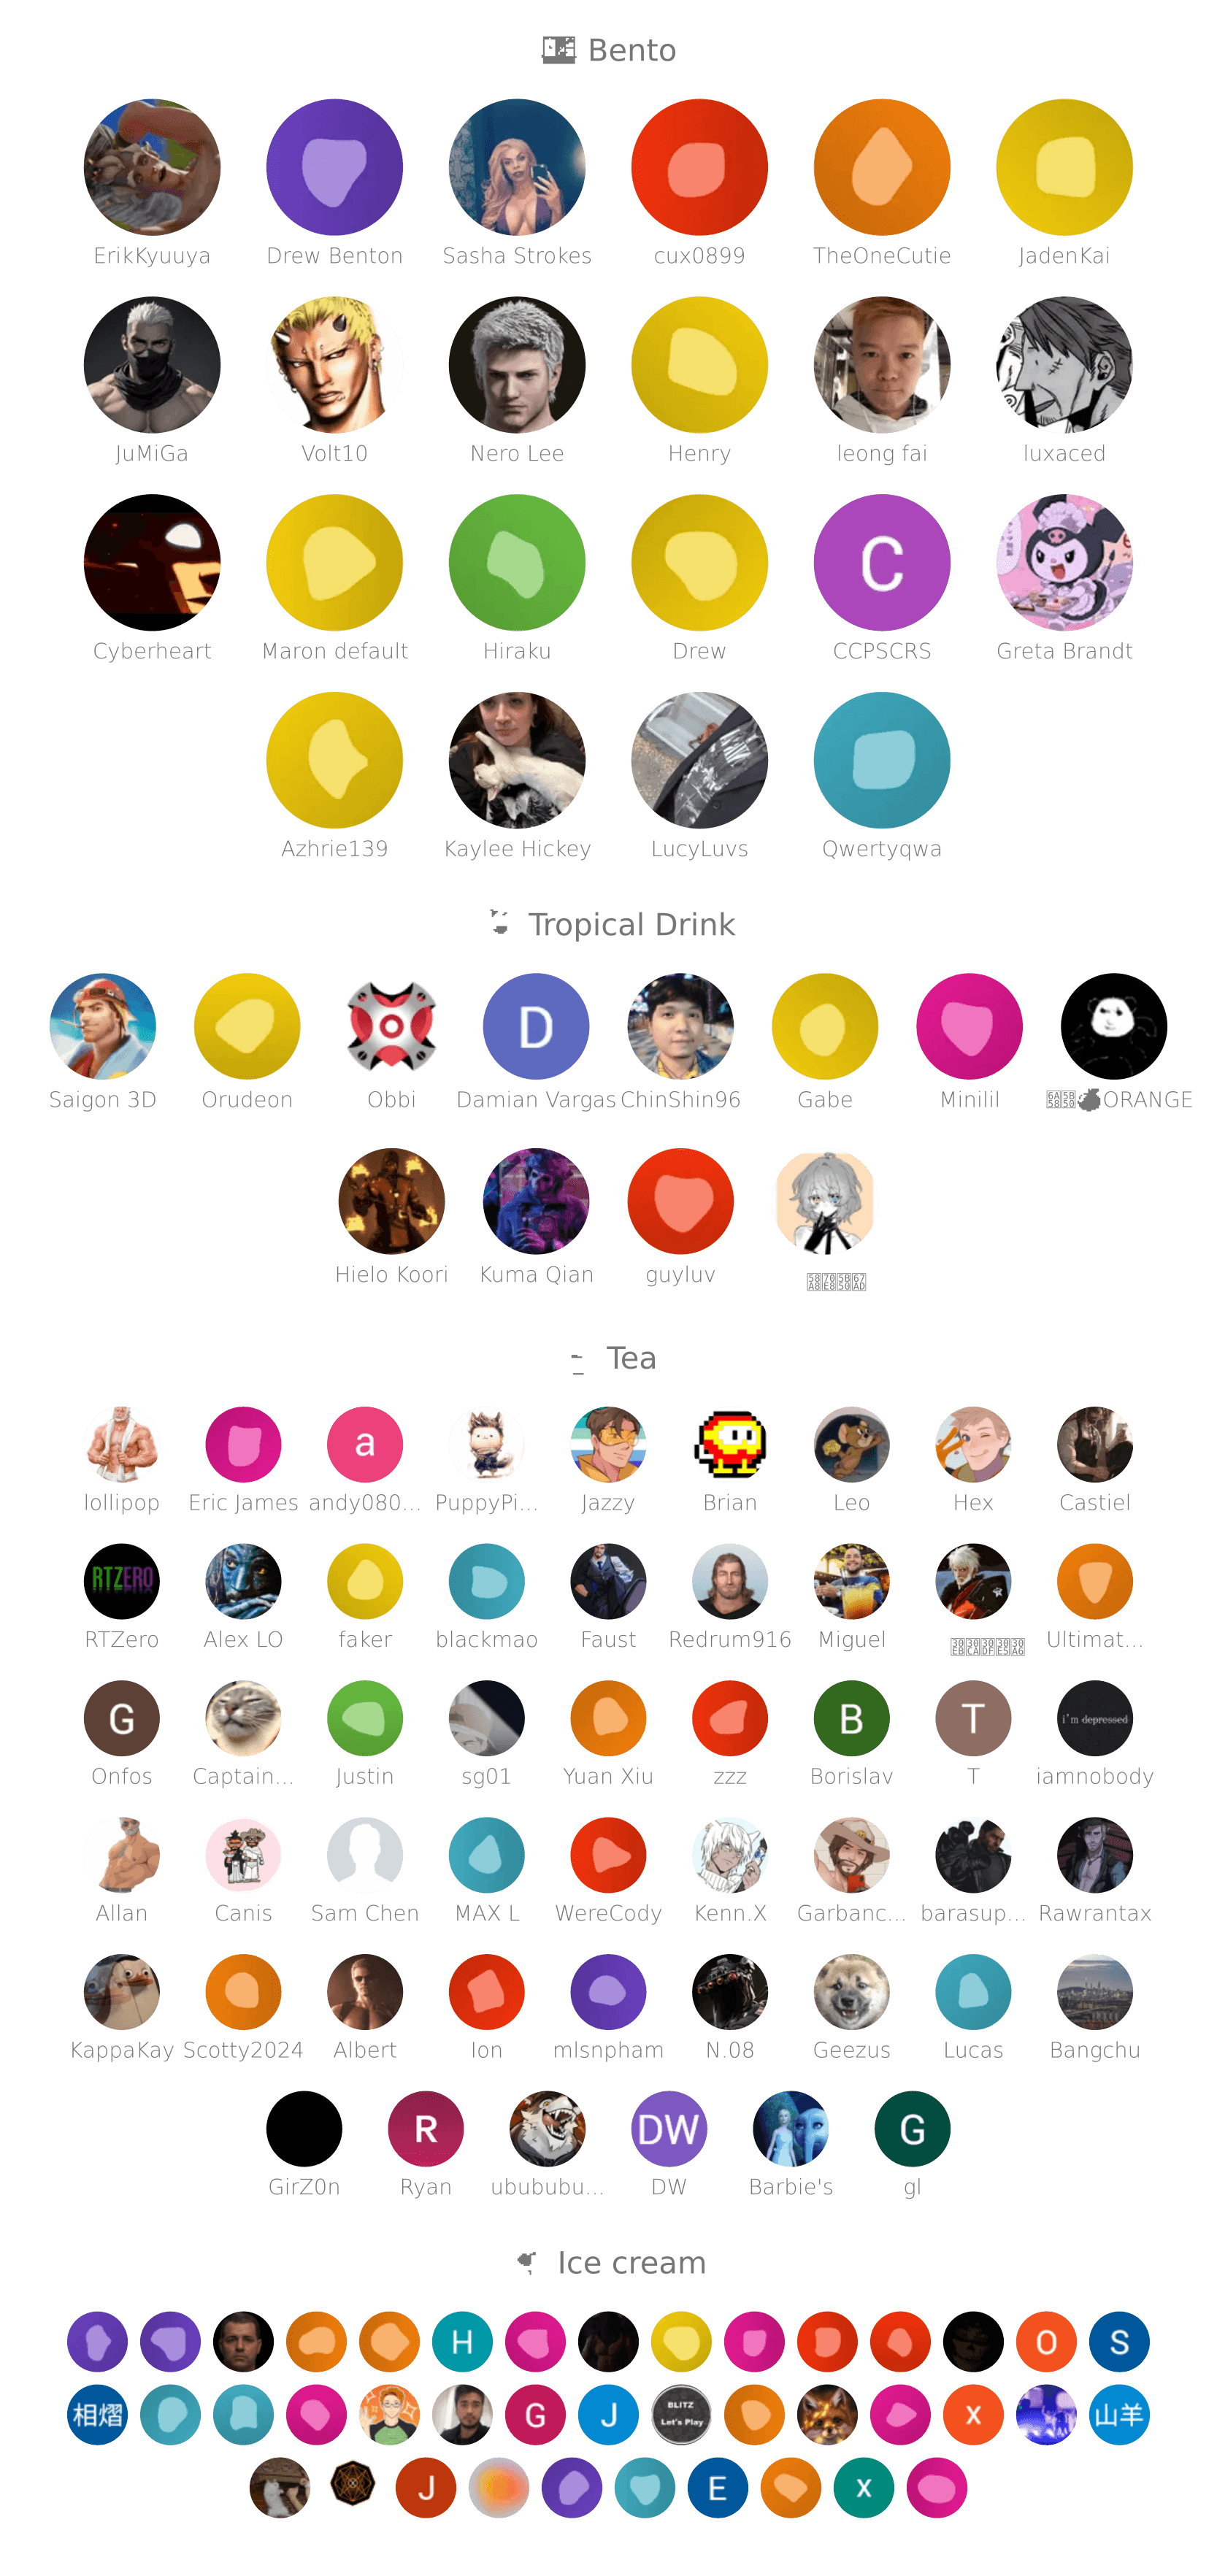 Bento
ErikKyuuya Drew Benton Sasha Strokes cux0899 TheOneCutie JadenKai
JuMiGa Volt10 Nero Lee Henry leong fai luxaced
C
Cyberheart Maron default Hiraku Drew CCPSCRS Greta Brandt
Azhrie139 Kaylee Hickey LucyLuvs Qwertyqwa
Tropical Drink
D
Saigon 3D Orudeon Obbi Damian Vargas ChinShin96 Gabe Minilil ORANGE
Hielo Koori Kuma Qian guyluv
Tea
a
lollipop Eric James andy080... PuppyPi... Jazzy Brian Leo Hex Castiel
RTZERO
RTZero Alex LO faker blackmao Faust Redrum916 Miguel Ultimat...
G B T i'm depressed
Onfos Captain... Justin sg01 Yuan Xiu zzz Borislav T iamnobody
Allan Canis Sam Chen MAX L WereCody Kenn.X Garbanc... barasup... Rawrantax
KappaKay Scotty2024 Albert Ion mlsnpham N.08 Geezus Lucas Bangchu
R DW G
GirZ0n Ryan ubububu... DW Barbie's gl
Ice cream
H O S
相熠 G J BLITZ Let's Play x 山羊
J E x